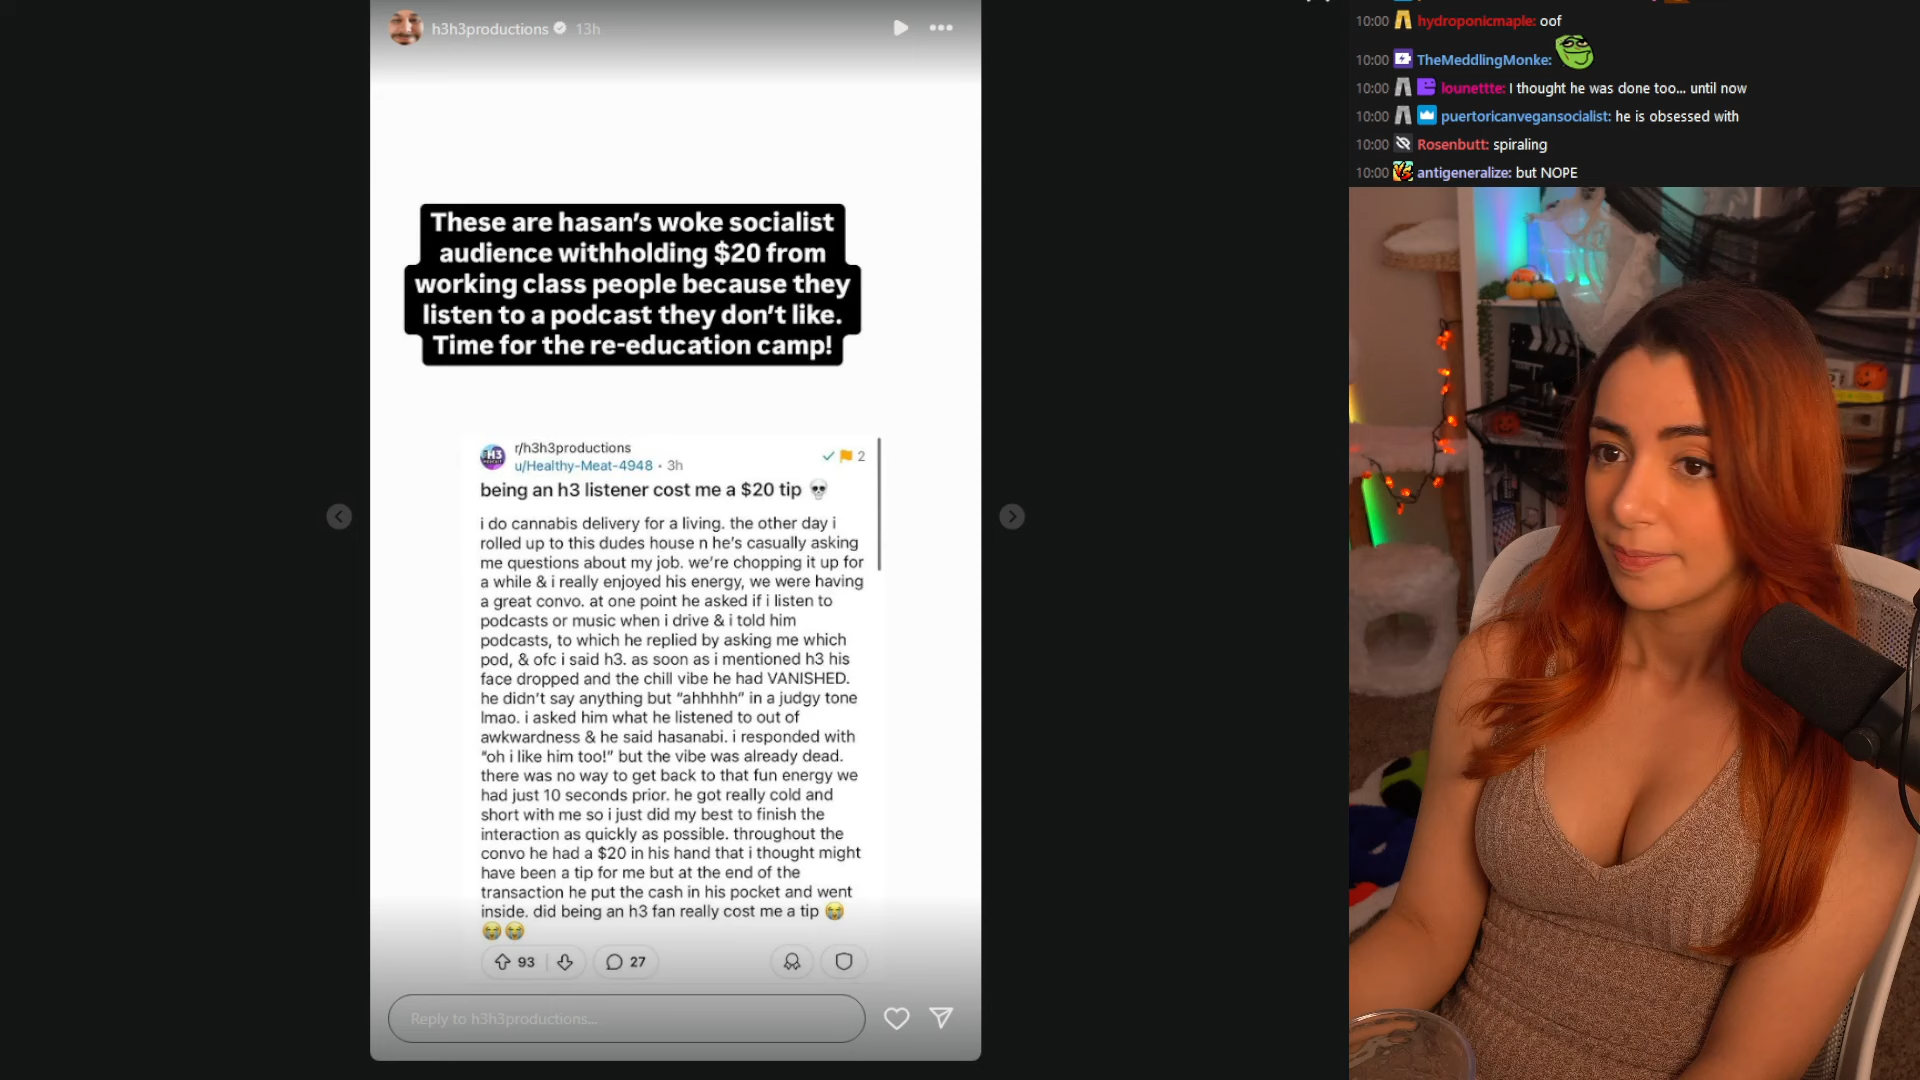 h3h3productions 13h
These are hasan's woke socialist
audience withholding $20 from
working class people because they
listen to a podcast they don't like.
Time for the re-education camp!
r/h3h3productions
u/Healthy-Meat-4948 • 3h
2
being an h3 listener cost me a $20 tip 💀
i do cannabis delivery for a living. the other day i
rolled up to this dudes house n he's casually asking
me questions about my job. we're chopping it up for
a while & i really enjoyed his energy, we were having
a great convo. at one point he asked if i listen to
podcasts or music when i drive & i told him
podcasts, to which he replied by asking me which
pod, & ofc i said h3. as soon as i mentioned h3 his
face dropped and the chill vibe he had VANISHED.
he didn't say anything but "ahhhhh" in a judgy tone
lmao. i asked him what he listened to out of
awkwardness & he said hasanabi. i responded with
"oh i like him too!" but the vibe was already dead.
there was no way to get back to that fun energy we
had just 10 seconds prior. he got really cold and
short with me so i just did my best to finish the
interaction as quickly as possible. throughout the
convo he had a $20 in his hand that i thought might
have been a tip for me but at the end of the
transaction he put the cash in his pocket and went
inside. did being an h3 fan really cost me a tip 😭
😭😭
93
27
Reply to h3h3productions...
10:00 hydroponicmaple: oof
10:00 TheMeddlingMonke:
10:00 lounettte: I thought he was done too... until now
10:00 puertoricanvegansocialist: he is obsessed with
10:00 Rosenbutt: spiraling
10:00 antigeneralize: but NOPE